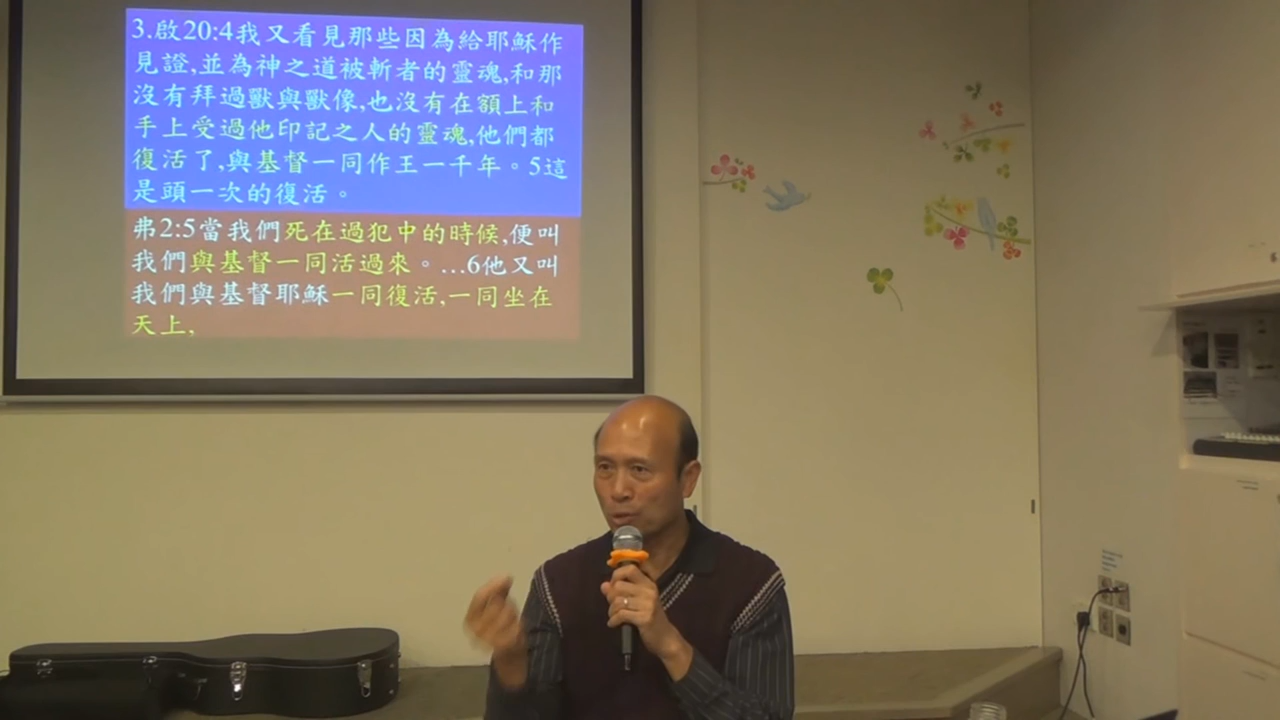 3.啟20:4我又看見那些因為給耶穌作
見證,並為神之道被斬者的靈魂,和那
沒有拜過獸與獸像,也沒有在額上和
手上受過他印記之人的靈魂,他們都
復活了,與基督一同作王一千年。5這
是頭一次的復活。
弗2:5當我們死在過犯中的時候,便叫
我們與基督一同活過來。…6他又叫
我們與基督耶穌一同復活,一同坐在
天上,